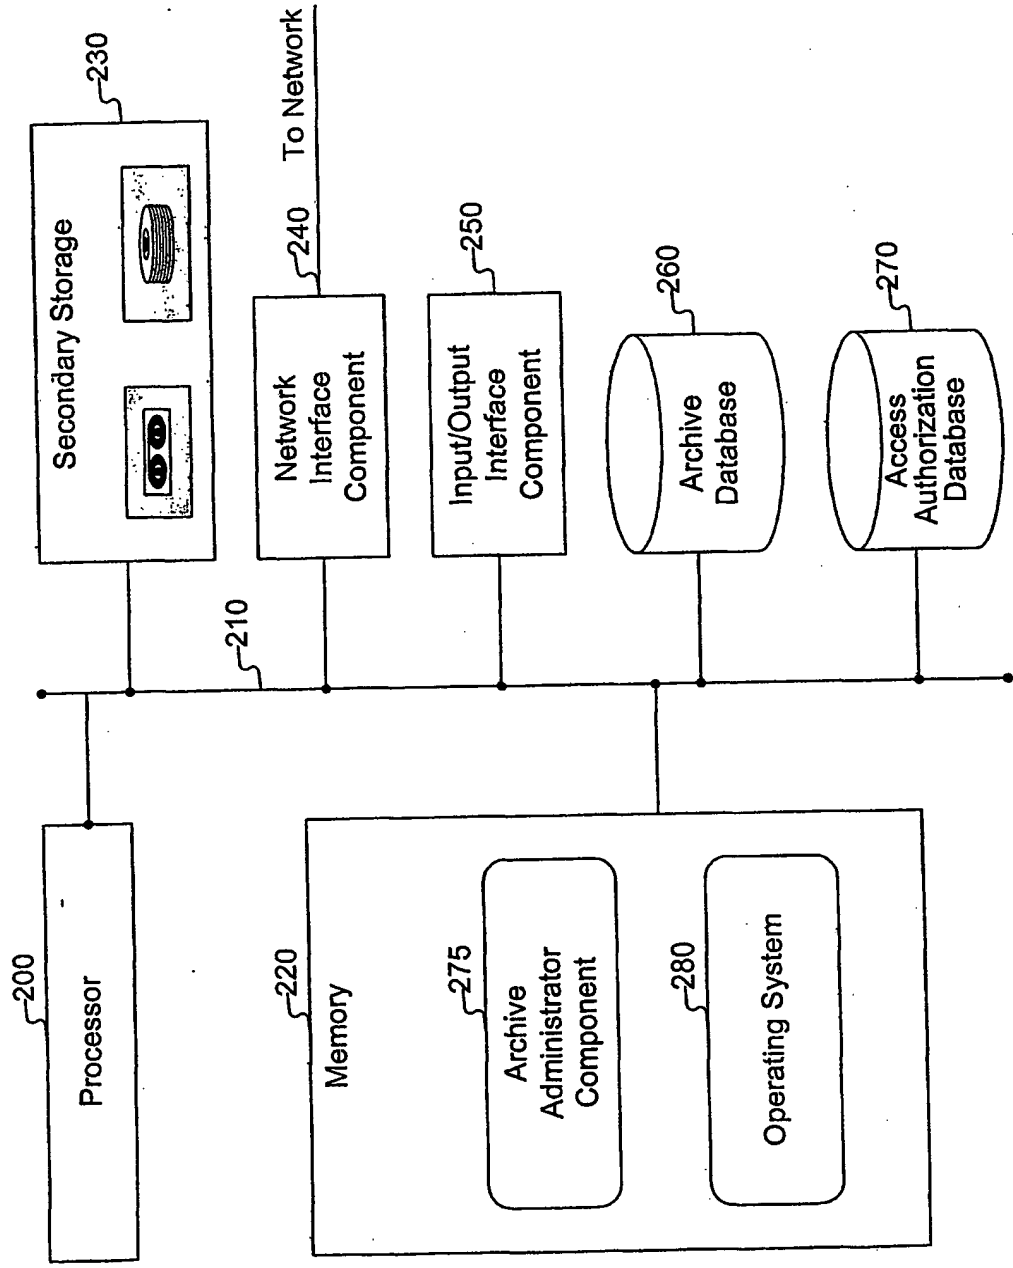 200
Processor
220
Memory
275
Archive
Administrator
Component
280
Operating System
210
230
Secondary Storage
240
To Network
Network
Interface
Component
250
Input/Output
Interface
Component
260
Archive
Database
270
Access
Authorization
Database